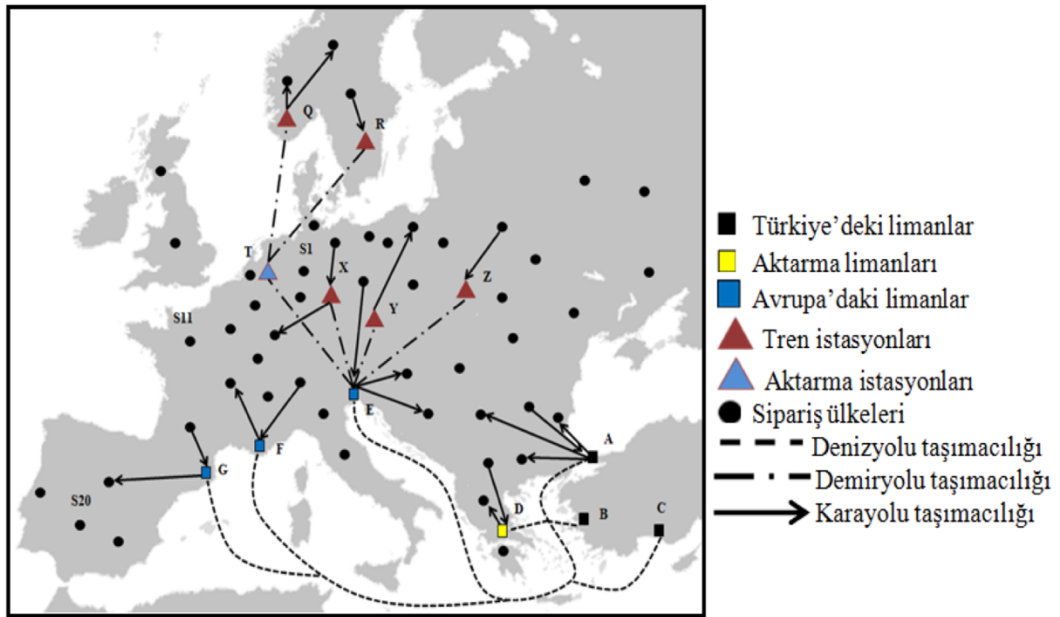 Q
R
T
S1
X
Z
Y
S11
E
F
A
G
S20
D
B
C
Türkiye'deki limanlar
Aktarma limanları
Avrupa'daki limanlar
Tren istasyonları
Aktarma istasyonları
Sipariş ülkeleri
Denizyolu taşımacılığı
Demiryolu taşımacılığı
Karayolu taşımacılığı